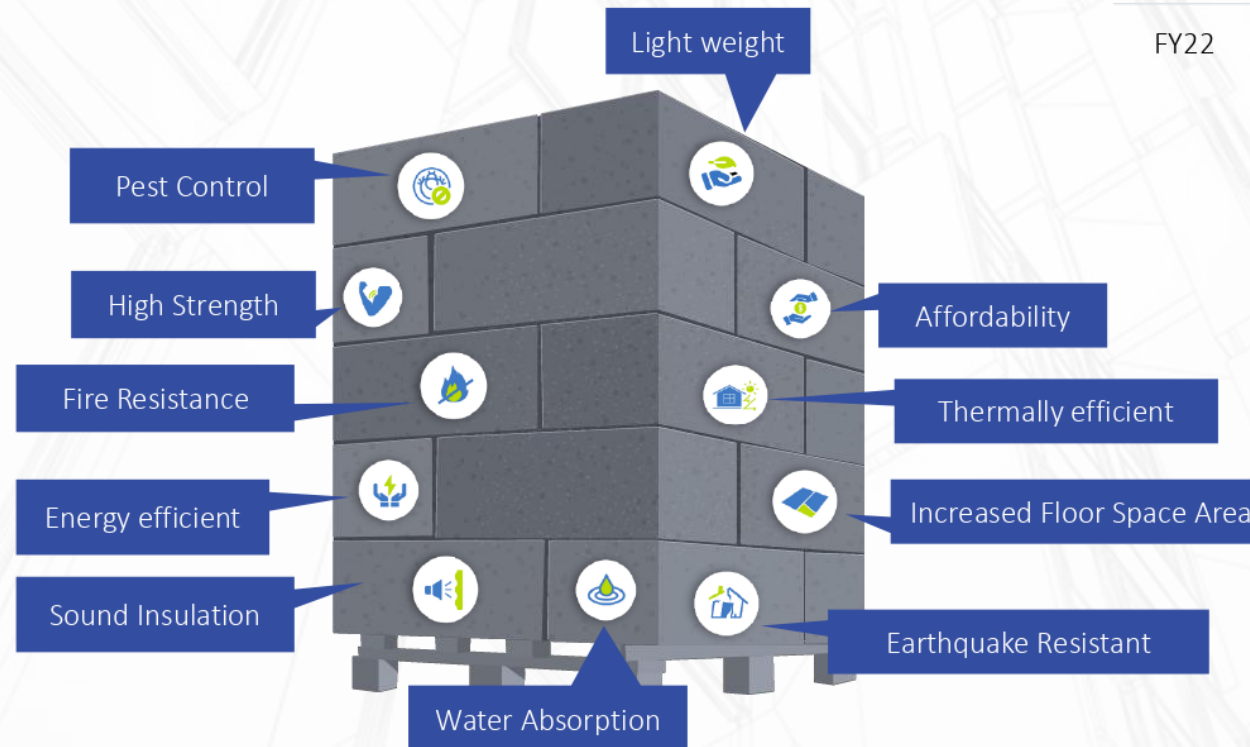 Light weight
FY22
Pest Control
High Strength
Affordability
Fire Resistance
Thermally efficient
Energy efficient
Increased Floor Space Area
Sound Insulation
Earthquake Resistant
Water Absorption